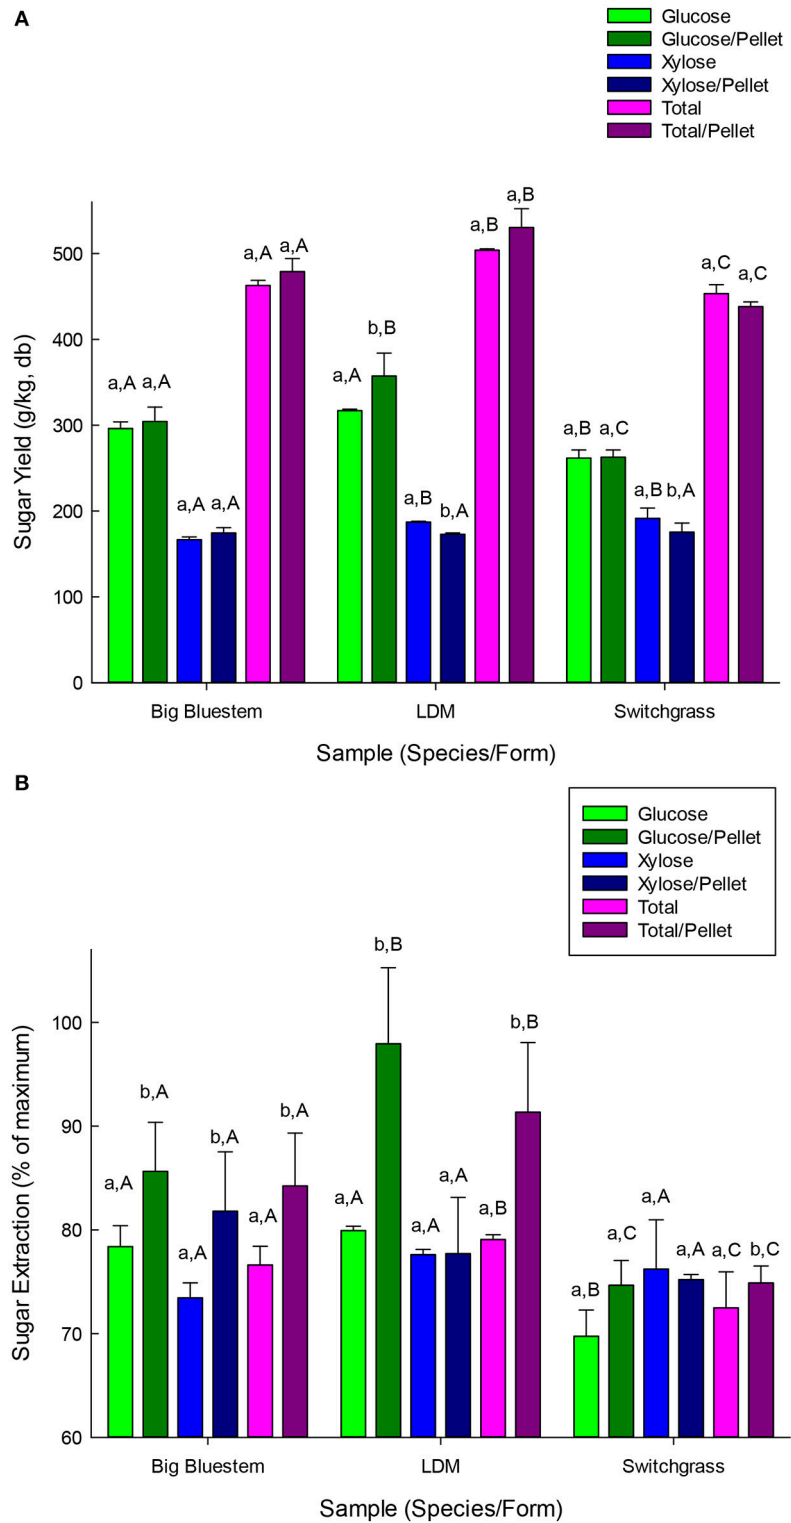 A
Glucose
Glucose/Pellet
Xylose
Xylose/Pellet
Total
Total/Pellet
Sugar Yield (g/kg, db)
500
400
300
200
100
0
a,A a,A a,A a,A a,A a,A
a,A b,B a,B b,A a,B a,B
a,B a,C a,B b,A a,C a,C
Big Bluestem LDM Switchgrass
Sample (Species/Form)
B
Glucose
Glucose/Pellet
Xylose
Xylose/Pellet
Total
Total/Pellet
Sugar Extraction (% of maximum)
100
90
80
70
60
a,A b,A a,A b,A a,A b,A
a,A b,B a,A a,A a,B b,B
a,B a,C a,A a,A a,C b,C
Big Bluestem LDM Switchgrass
Sample (Species/Form)